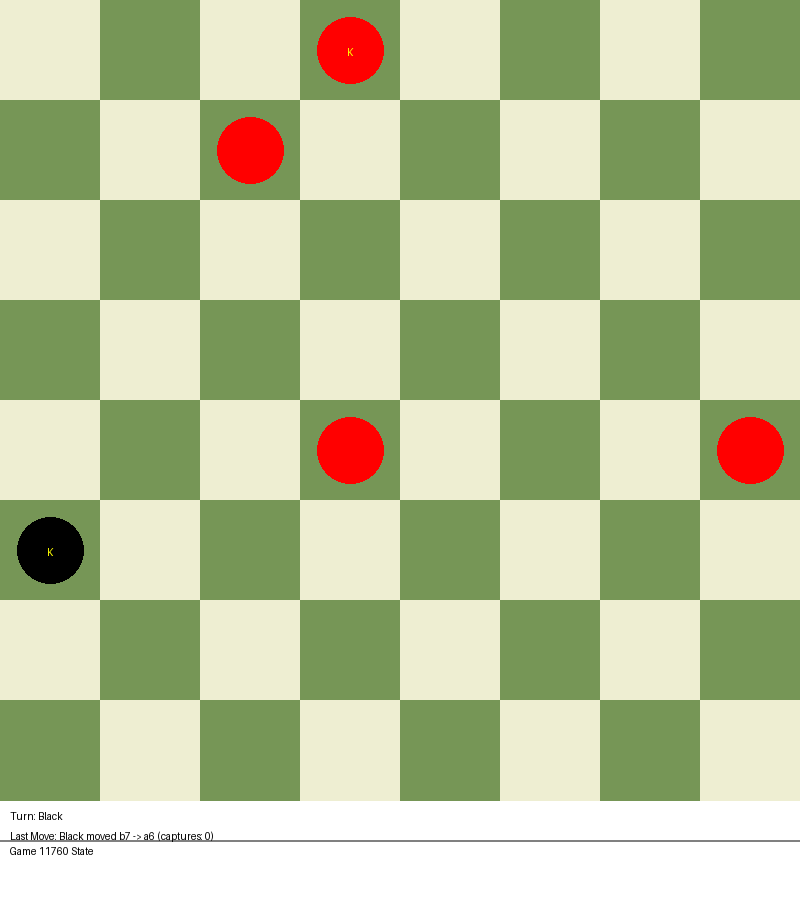 K
K
Turn: Black
Last Move: Black moved b7 -> a6 (captures: 0)
Game 11760 State